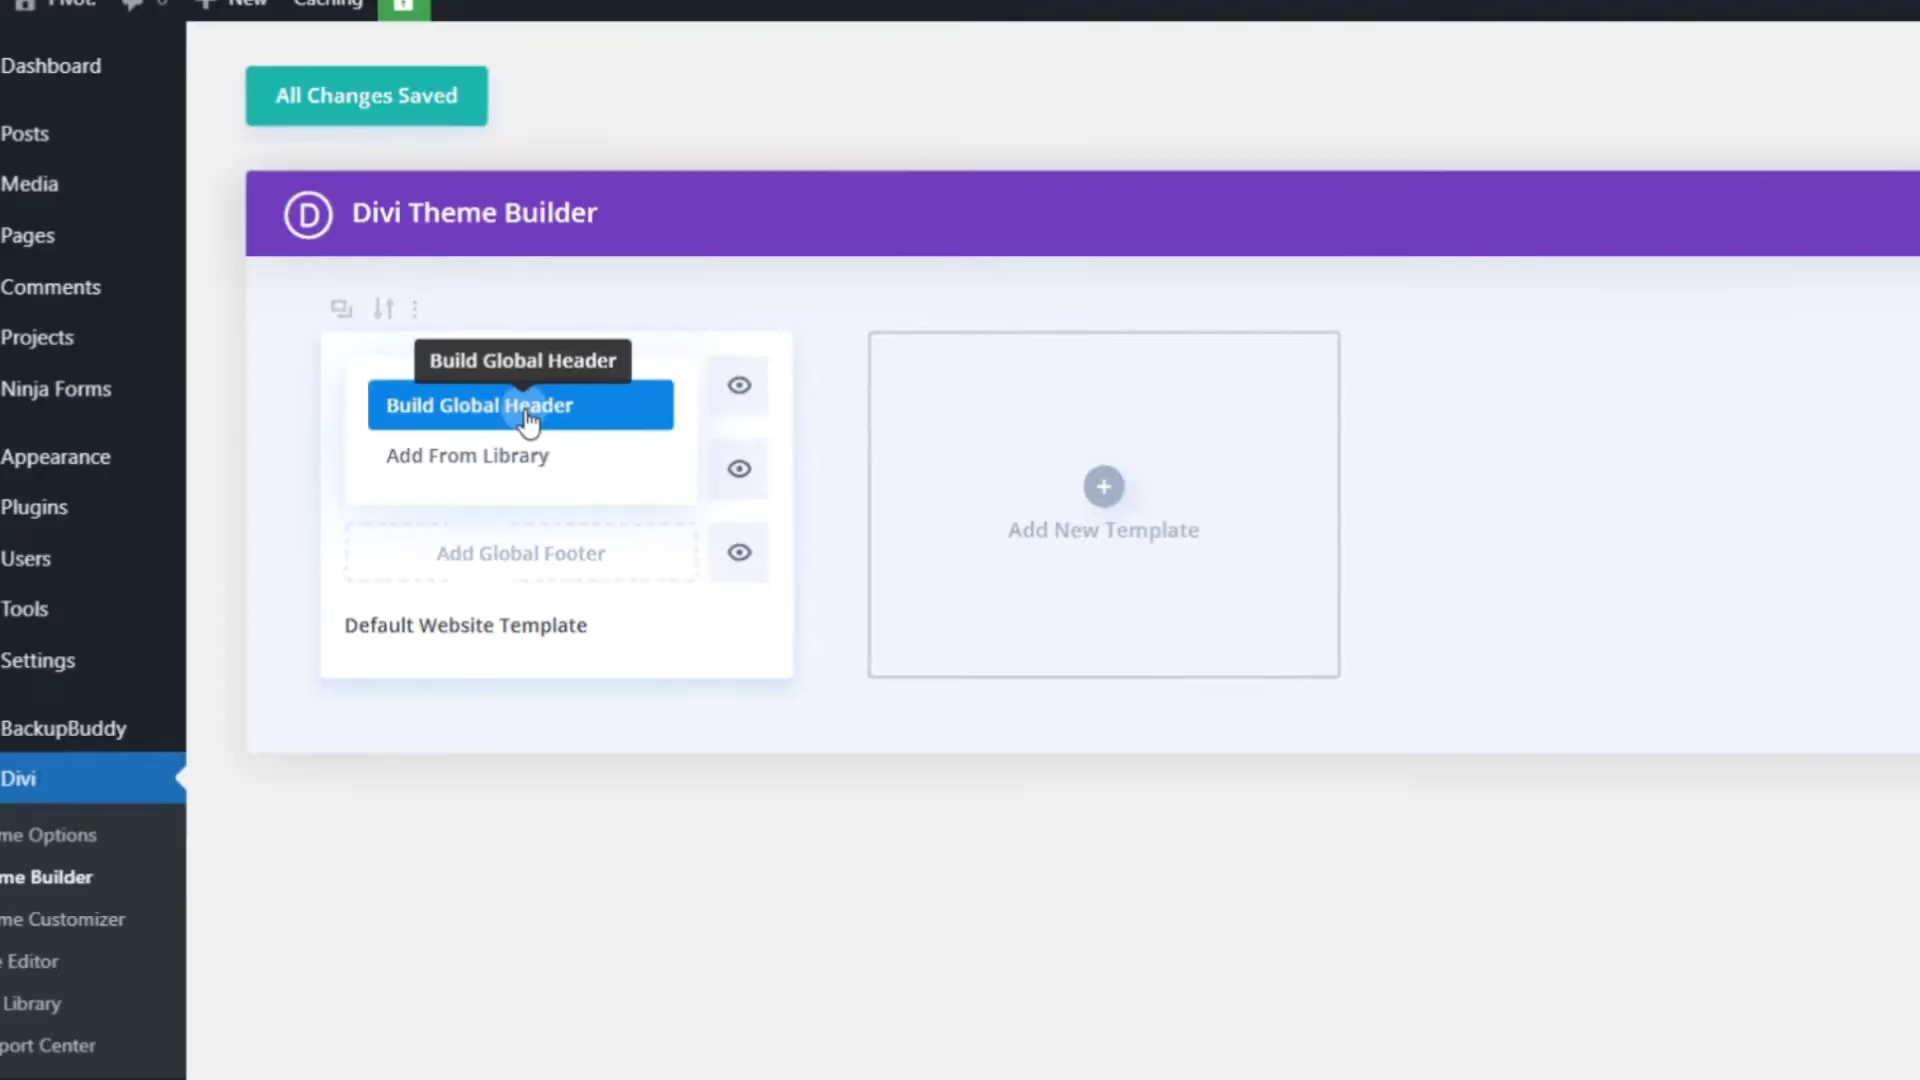 New
Caching
Dashboard
Posts
Media
Pages
Comments
Projects
Ninja Forms
Appearance
Plugins
Users
Tools
Settings
BackupBuddy
Divi
me Options
me Builder
me Customizer
Editor
Library
port Center
All Changes Saved
D Divi Theme Builder
Build Global Header
Build Global Header
Add From Library
Add Global Footer
Default Website Template
+
Add New Template